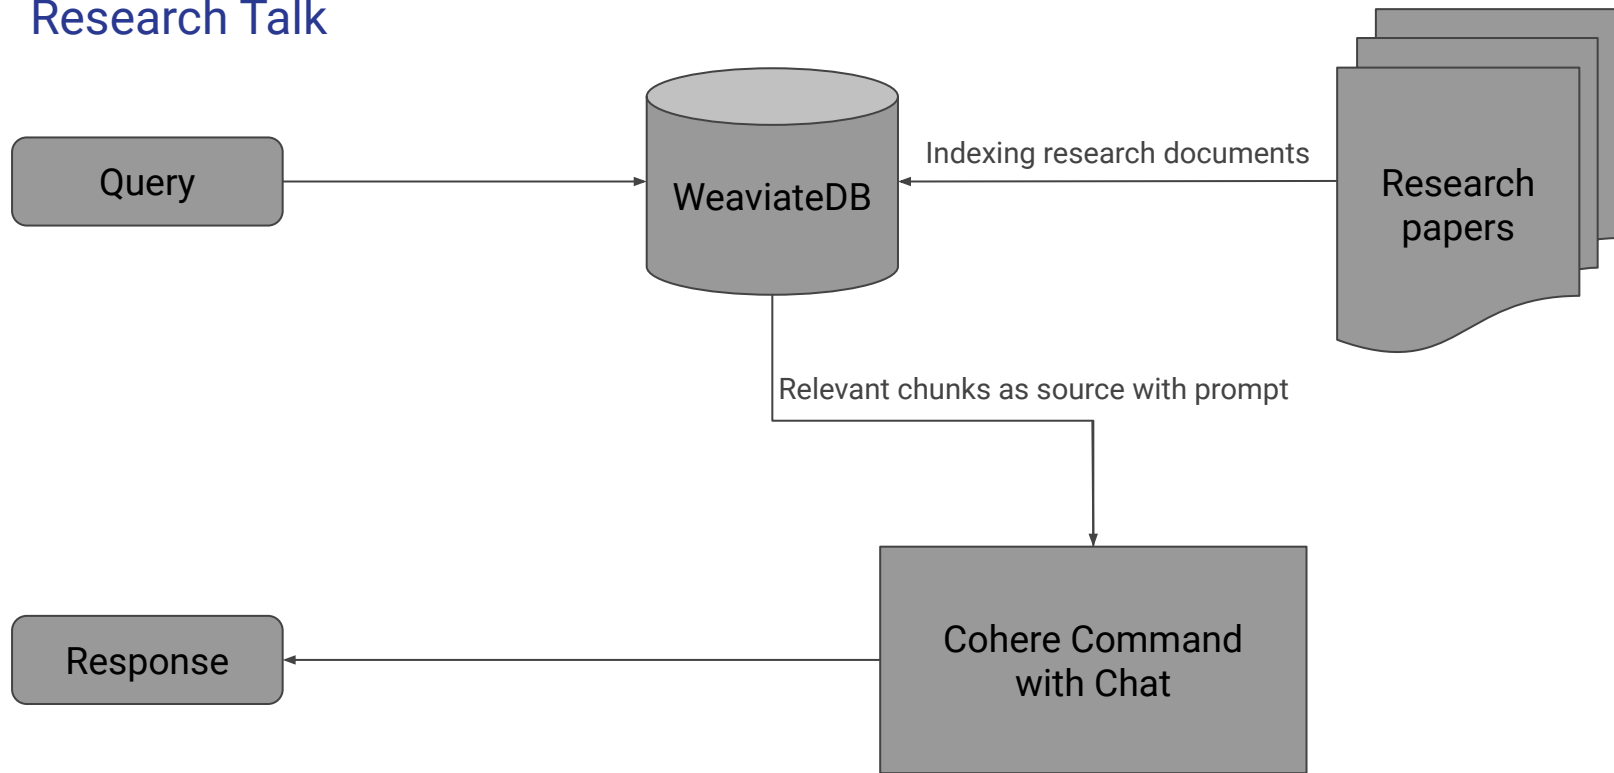 Research Talk
Query
WeaviateDB
Indexing research documents
Research
papers
Relevant chunks as source with prompt
Cohere Command
with Chat
Response